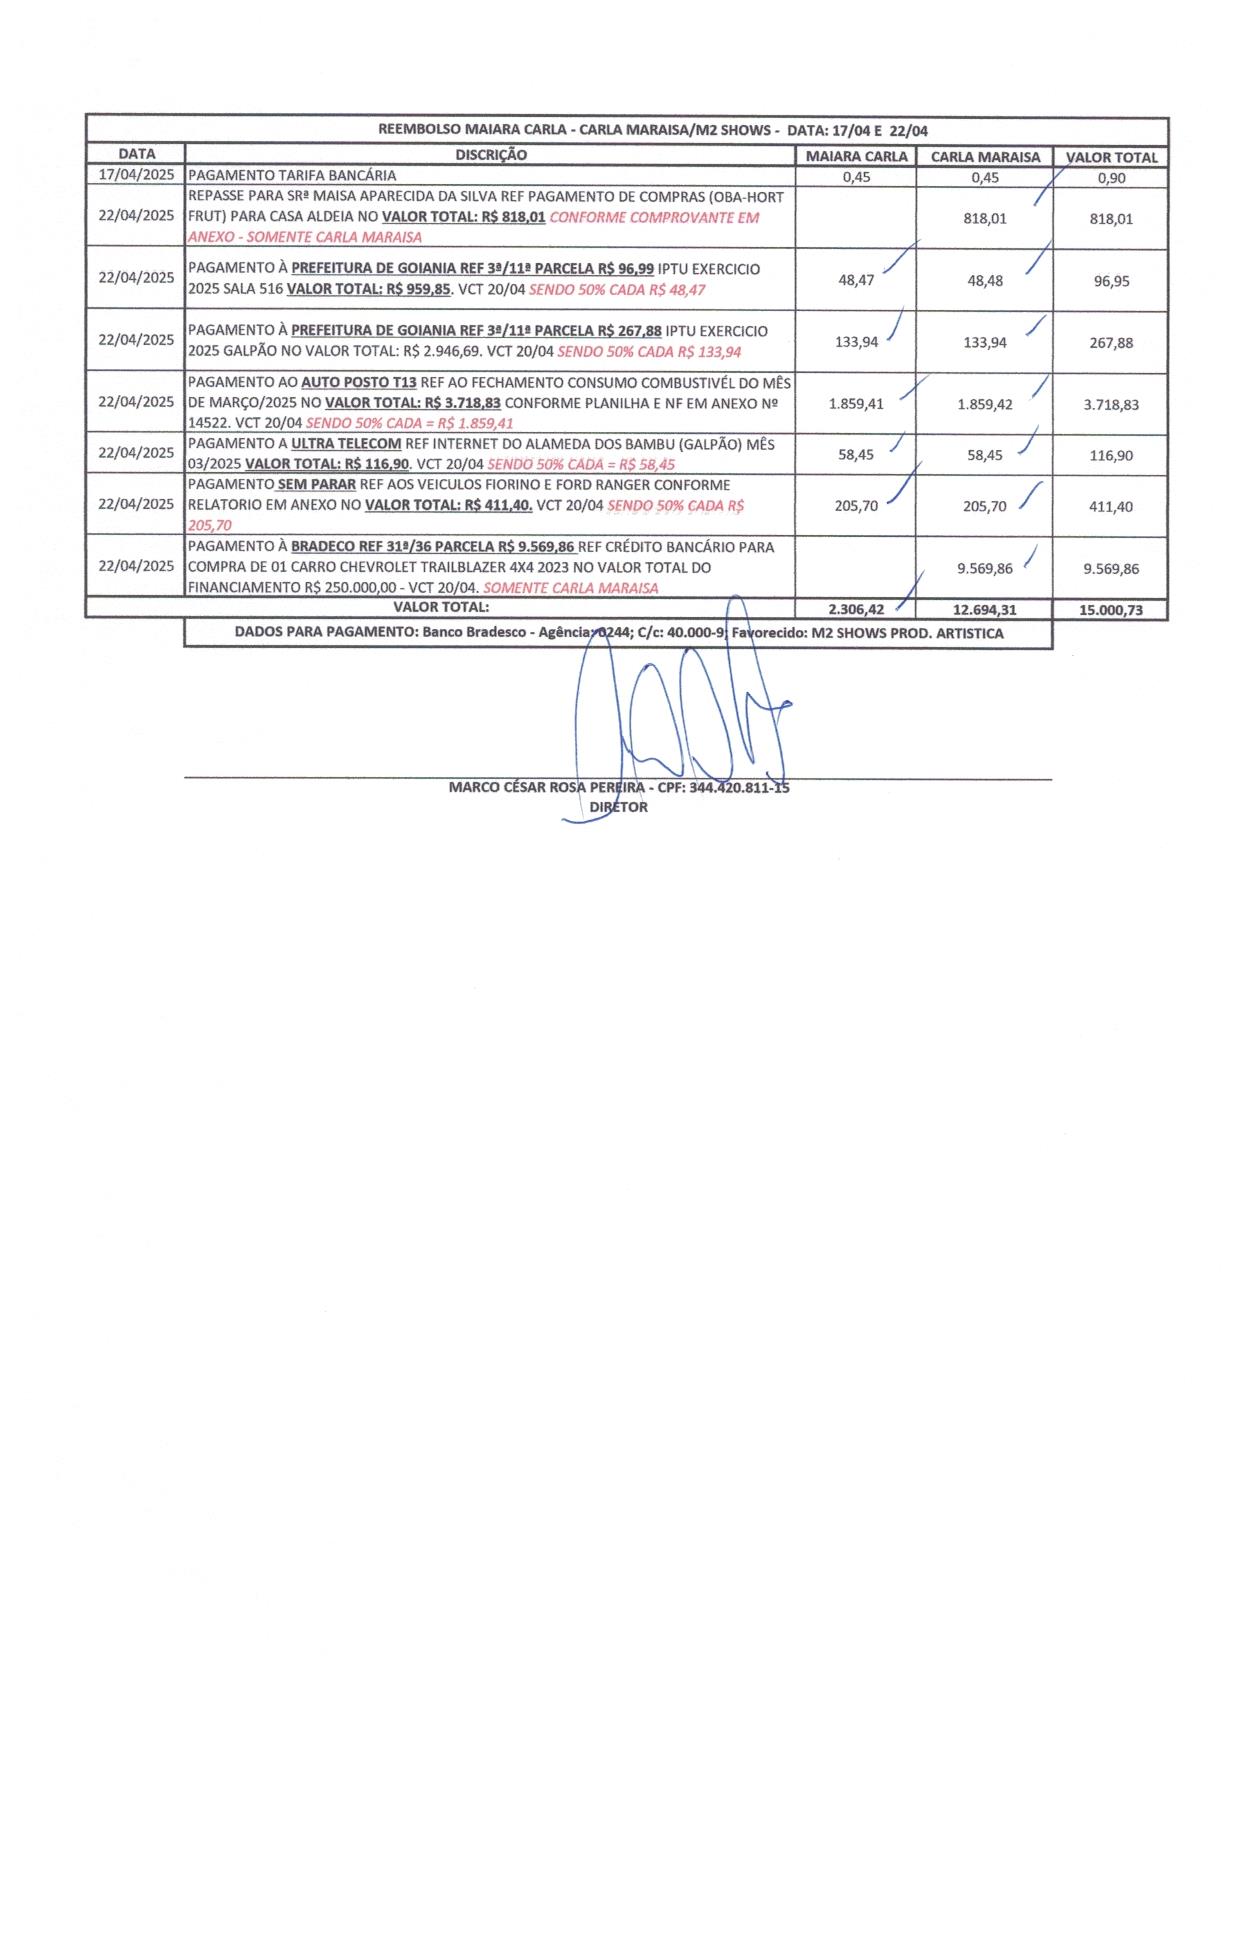 REEMBOLSO MAIARA CARLA - CARLA MARAISA/M2 SHOWS - DATA: 17/04 E 22/04
DATA DISCRIÇÃO MAIARA CARLA CARLA MARAISA VALOR TOTAL
17/04/2025 PAGAMENTO TARIFA BANCÁRIA 0,45 0,45 0,90
REPASSE PARA SRª MAISA APARECIDA DA SILVA REF PAGAMENTO DE COMPRAS (OBA-HORT
22/04/2025 FRUT) PARA CASA ALDEIA NO VALOR TOTAL: R$ 818,01 CONFORME COMPROVANTE EM 818,01 818,01
ANEXO - SOMENTE CARLA MARAISA
PAGAMENTO À PREFEITURA DE GOIANIA REF 3ª/11ª PARCELA R$ 96,99 IPTU EXERCICIO
22/04/2025 2025 SALA 516 VALOR TOTAL: R$ 959,85. VCT 20/04 SENDO 50% CADA R$ 48,47 48,47 48,48 96,95
PAGAMENTO À PREFEITURA DE GOIANIA REF 3ª/11ª PARCELA R$ 267,88 IPTU EXERCICIO
22/04/2025 2025 GALPÃO NO VALOR TOTAL: R$ 2.946,69. VCT 20/04 SENDO 50% CADA R$ 133,94 133,94 133,94 267,88
PAGAMENTO AO AUTO POSTO T13 REF AO FECHAMENTO CONSUMO COMBUSTIVÉL DO MÊS
22/04/2025 DE MARÇO/2025 NO VALOR TOTAL: R$ 3.718,83 CONFORME PLANILHA E NF EM ANEXO Nº 1.859,41 1.859,42 3.718,83
14522. VCT 20/04 SENDO 50% CADA = R$ 1.859,41
PAGAMENTO A ULTRA TELECOM REF INTERNET DO ALAMEDA DOS BAMBU (GALPÃO) MÊS
22/04/2025 03/2025 VALOR TOTAL: R$ 116,90. VCT 20/04 SENDO 50% CADA = R$ 58,45 58,45 58,45 116,90
PAGAMENTO SEM PARAR REF AOS VEICULOS FIORINO E FORD RANGER CONFORME
22/04/2025 RELATORIO EM ANEXO NO VALOR TOTAL: R$ 411,40. VCT 20/04 SENDO 50% CADA R$ 205,70 205,70 411,40
205,70
PAGAMENTO À BRADECO REF 31ª/36 PARCELA R$ 9.569,86 REF CRÉDITO BANCÁRIO PARA
22/04/2025 COMPRA DE 01 CARRO CHEVROLET TRAILBLAZER 4X4 2023 NO VALOR TOTAL DO 9.569,86 9.569,86
FINANCIAMENTO R$ 250.000,00 - VCT 20/04. SOMENTE CARLA MARAISA
VALOR TOTAL: 2.306,42 12.694,31 15.000,73
DADOS PARA PAGAMENTO: Banco Bradesco - Agência: 0244; C/c: 40.000-9; Favorecido: M2 SHOWS PROD. ARTISTICA
MARCO CÉSAR ROSA PEREIRA - CPF: 344.420.811-15
DIRETOR